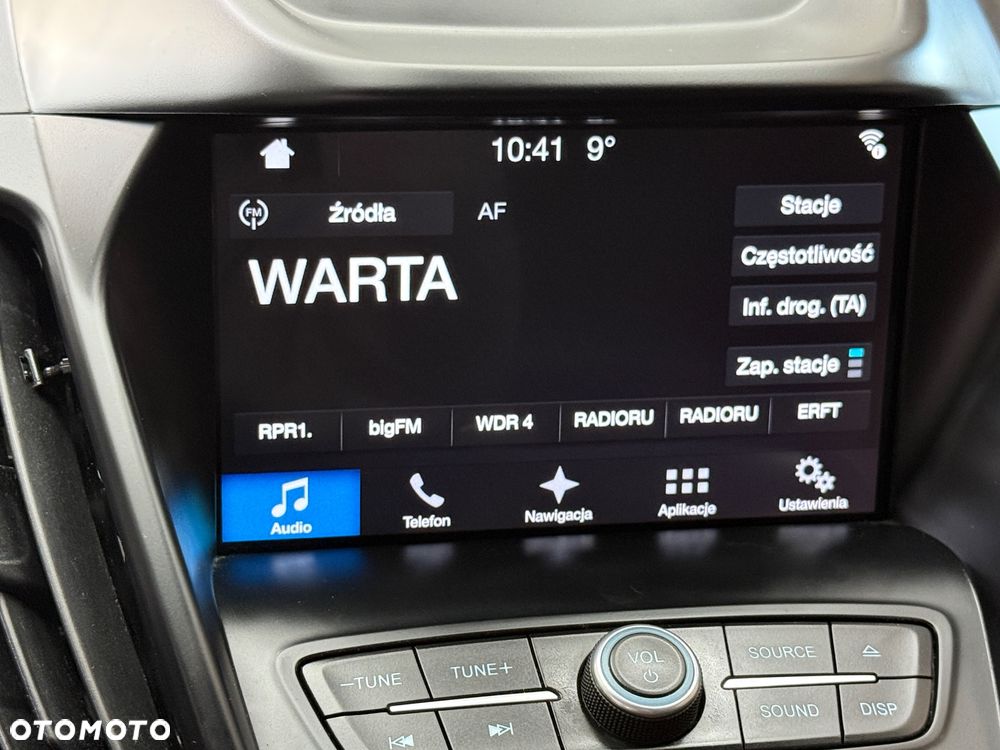 10:41 9°
FM Źródła AF Stacje
WARTA
Częstotliwość
Inf. drog. (TA)
Zap. stacje
RPR1. bigFM WDR 4 RADIORU RADIORU ERFT
Audio Telefon Nawigacja Aplikacje Ustawienia
–TUNE TUNE+ VOL SOURCE
SOUND DISP
OTOMOTO